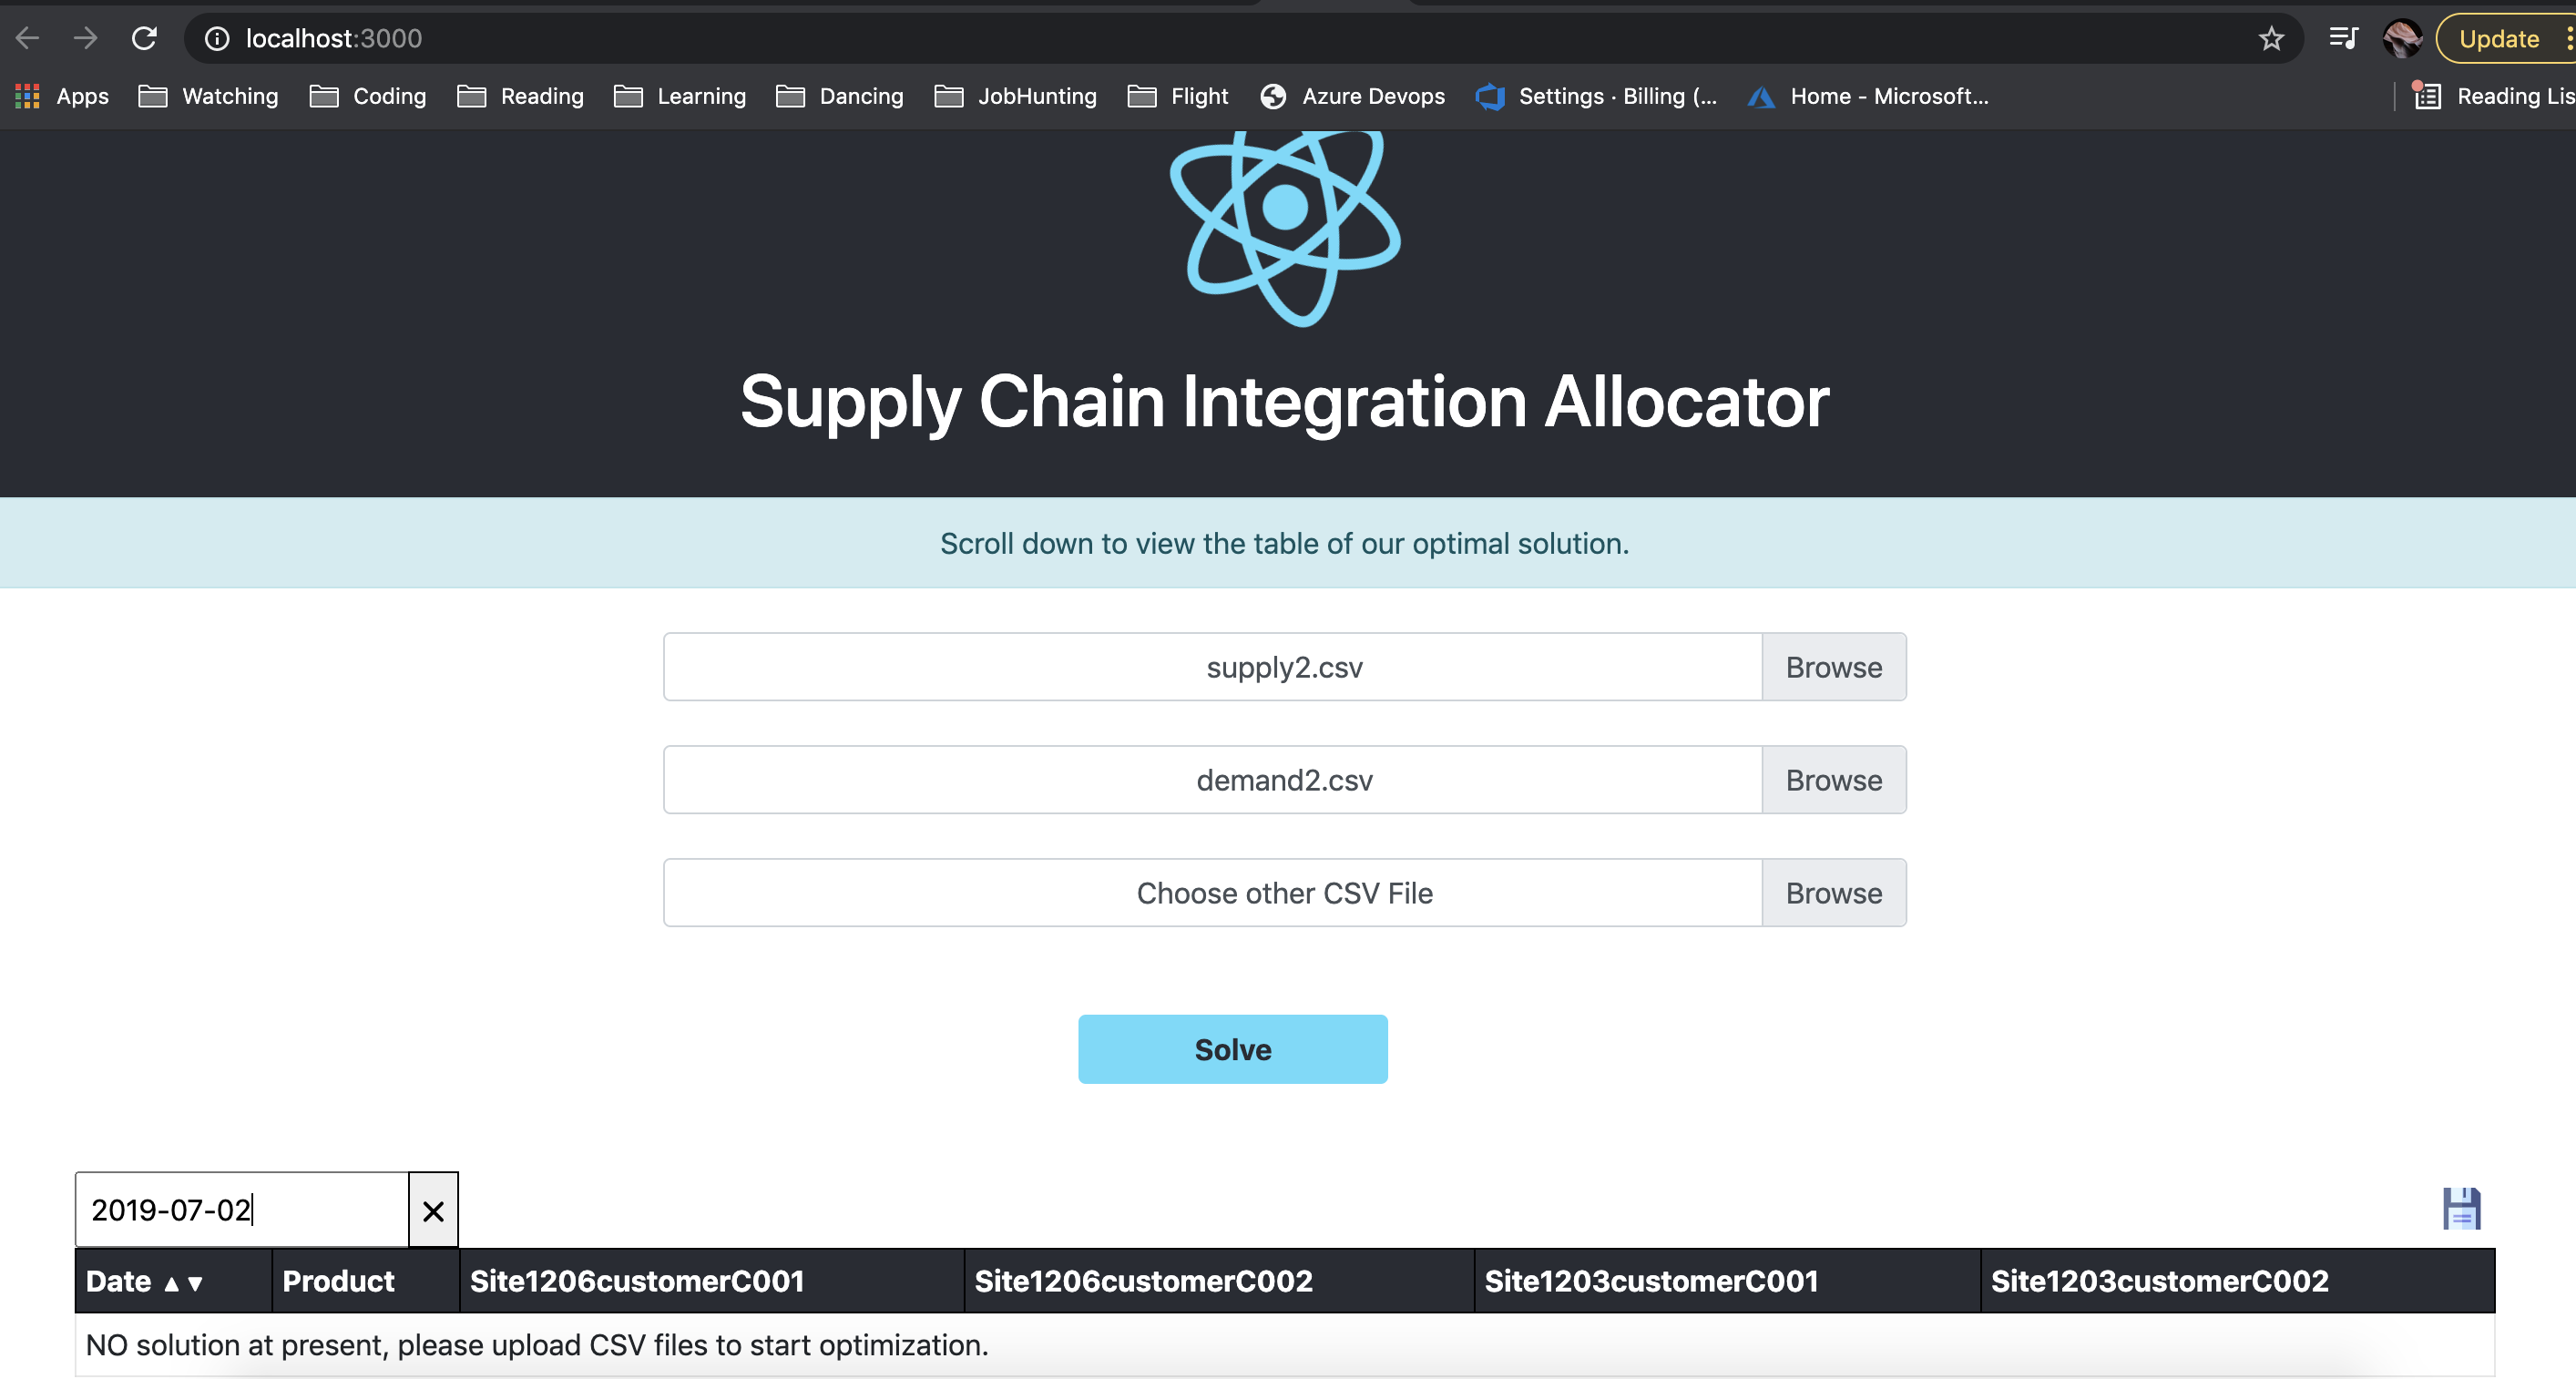 localhost:3000
Update
Apps Watching Coding Reading Learning Dancing JobHunting Flight Azure Devops Settings · Billing (... Home - Microsoft... Reading Lis
Supply Chain Integration Allocator
Scroll down to view the table of our optimal solution.
supply2.csv Browse
demand2.csv Browse
Choose other CSV File Browse
Solve
2019-07-02
Date ▲▼ Product Site1206customerC001 Site1206customerC002 Site1203customerC001 Site1203customerC002
NO solution at present, please upload CSV files to start optimization.